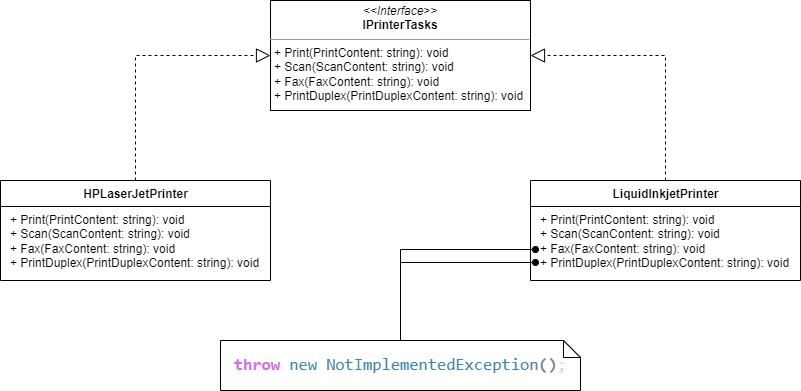 <<Interface>>
IPrinterTasks
+ Print(PrintContent: string): void
+ Scan(ScanContent: string): void
+ Fax(FaxContent: string): void
+ PrintDuplex(PrintDuplexContent: string): void
HPLaserJetPrinter
+ Print(PrintContent: string): void
+ Scan(ScanContent: string): void
+ Fax(FaxContent: string): void
+ PrintDuplex(PrintDuplexContent: string): void
LiquidInkjetPrinter
+ Print(PrintContent: string): void
+ Scan(ScanContent: string): void
+ Fax(FaxContent: string): void
+ PrintDuplex(PrintDuplexContent: string): void
throw new NotImplementedException();